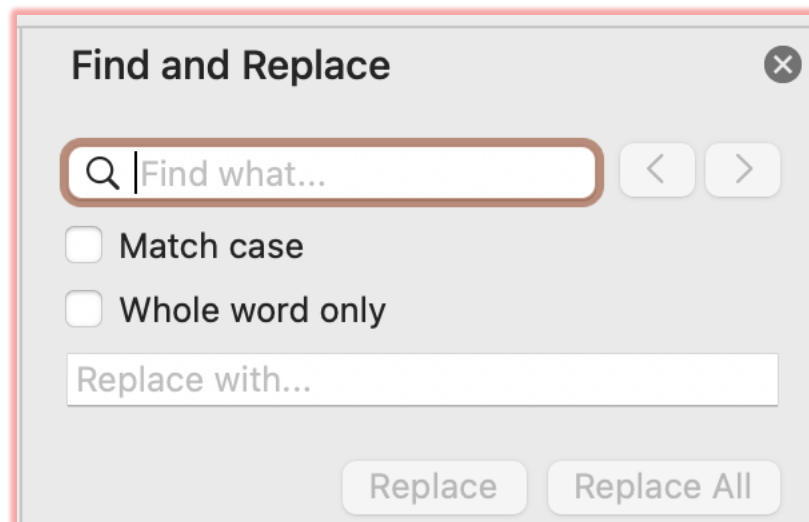 Find and Replace
Find what...
Match case
Whole word only
Replace with...
Replace Replace All